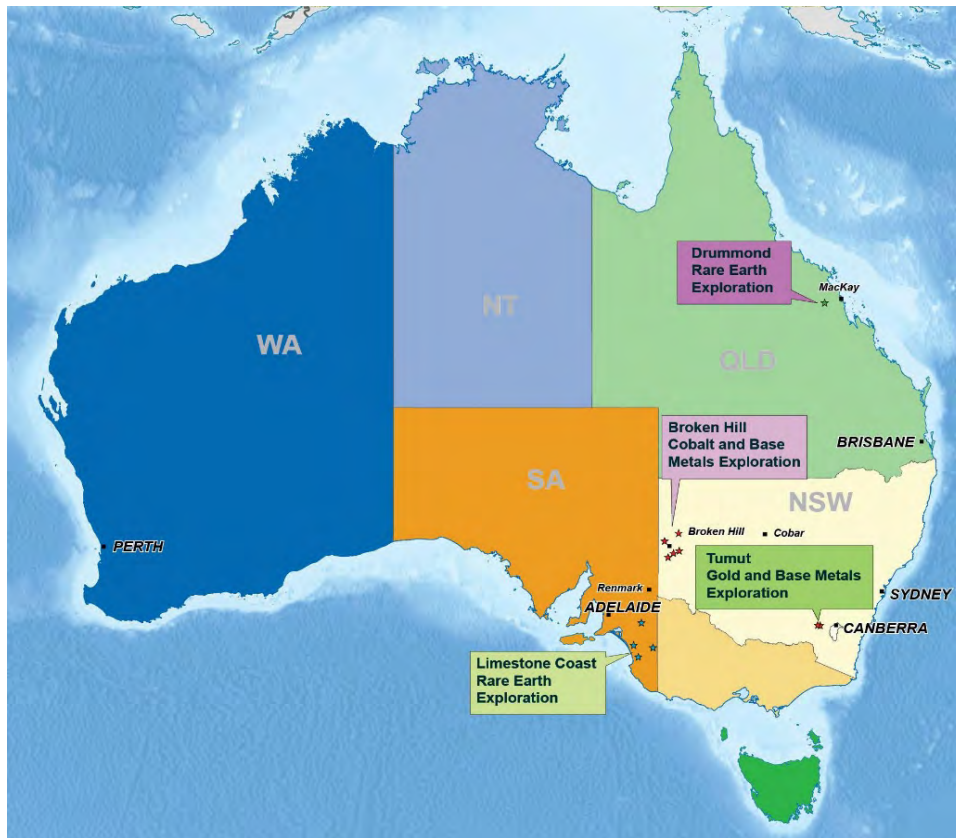 Drummond
Rare Earth
Exploration
MacKay
NT
WA
QLD
Broken Hill
Cobalt and Base
Metals Exploration
BRISBANE
SA
NSW
Broken Hill
Cobar
PERTH
Tumut
Gold and Base Metals
Exploration
Renmark
SYDNEY
ADELAIDE
CANBERRA
Limestone Coast
Rare Earth
Exploration